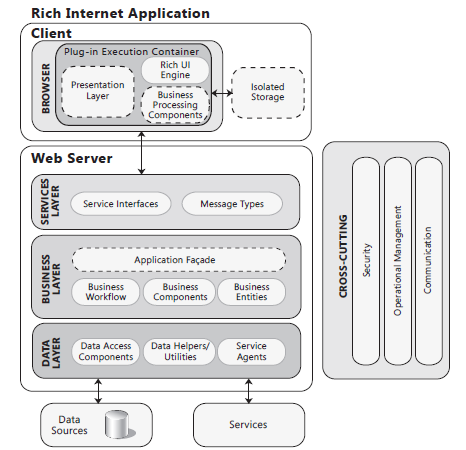 Rich Internet Application
Client
BROWSER
Plug-in Execution Container
Presentation
Layer
Rich UI
Engine
Business
Processing
Components
Isolated
Storage
Web Server
SERVICES
LAYER
Service Interfaces
Message Types
BUSINESS
LAYER
Application Façade
Business
Workflow
Business
Components
Business
Entities
DATA
LAYER
Data Access
Components
Data Helpers/
Utilities
Service
Agents
CROSS-CUTTING
Security
Operational Management
Communication
Data
Sources
Services